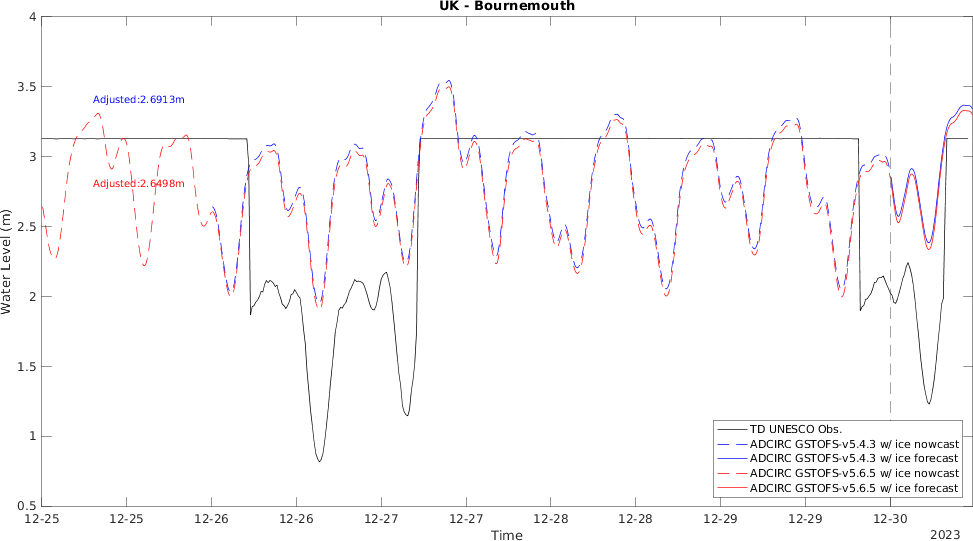 UK - Bournemouth
4
3.5
3
2.5
2
1.5
1
0.5
Water Level (m)
Adjusted:2.6913m
Adjusted:2.6498m
TD UNESCO Obs.
ADCIRC GSTOFS-v5.4.3 w/ ice nowcast
ADCIRC GSTOFS-v5.4.3 w/ ice forecast
ADCIRC GSTOFS-v5.6.5 w/ ice nowcast
ADCIRC GSTOFS-v5.6.5 w/ ice forecast
12-25 12-25 12-26 12-26 12-27 12-27 12-28 12-28 12-29 12-29 12-30
Time
2023